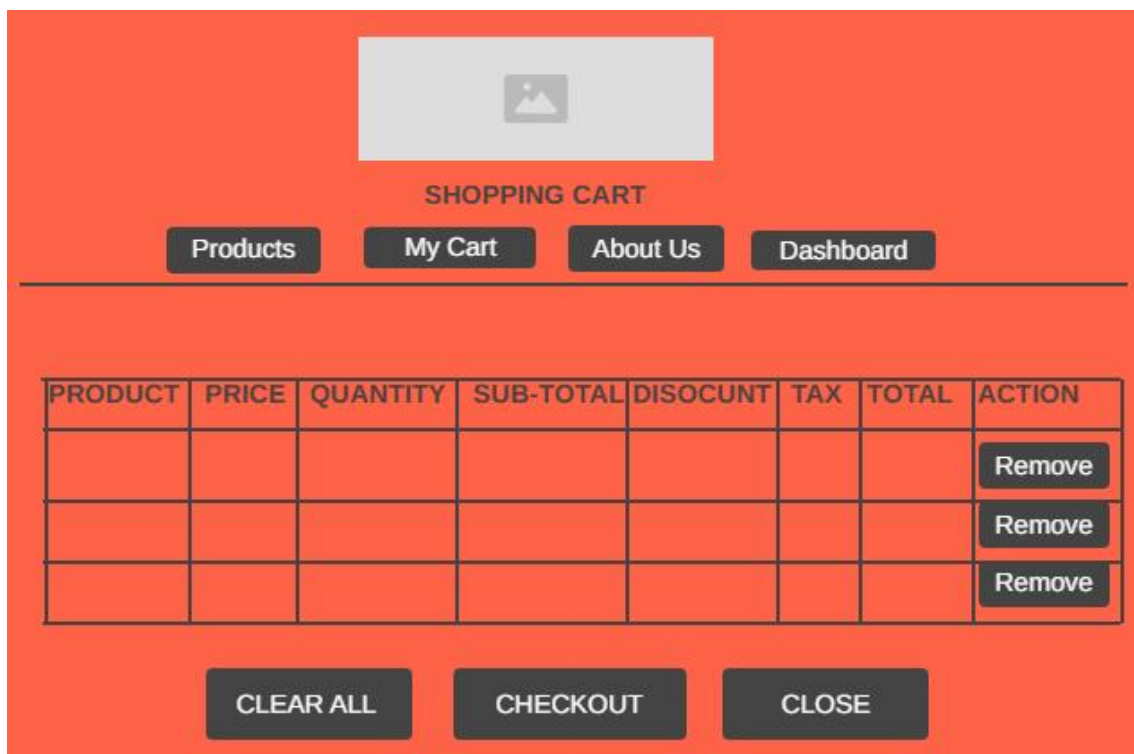 SHOPPING CART
Products My Cart About Us Dashboard
PRODUCT PRICE QUANTITY SUB-TOTAL DISOCUNT TAX TOTAL ACTION
Remove
Remove
Remove
CLEAR ALL CHECKOUT CLOSE